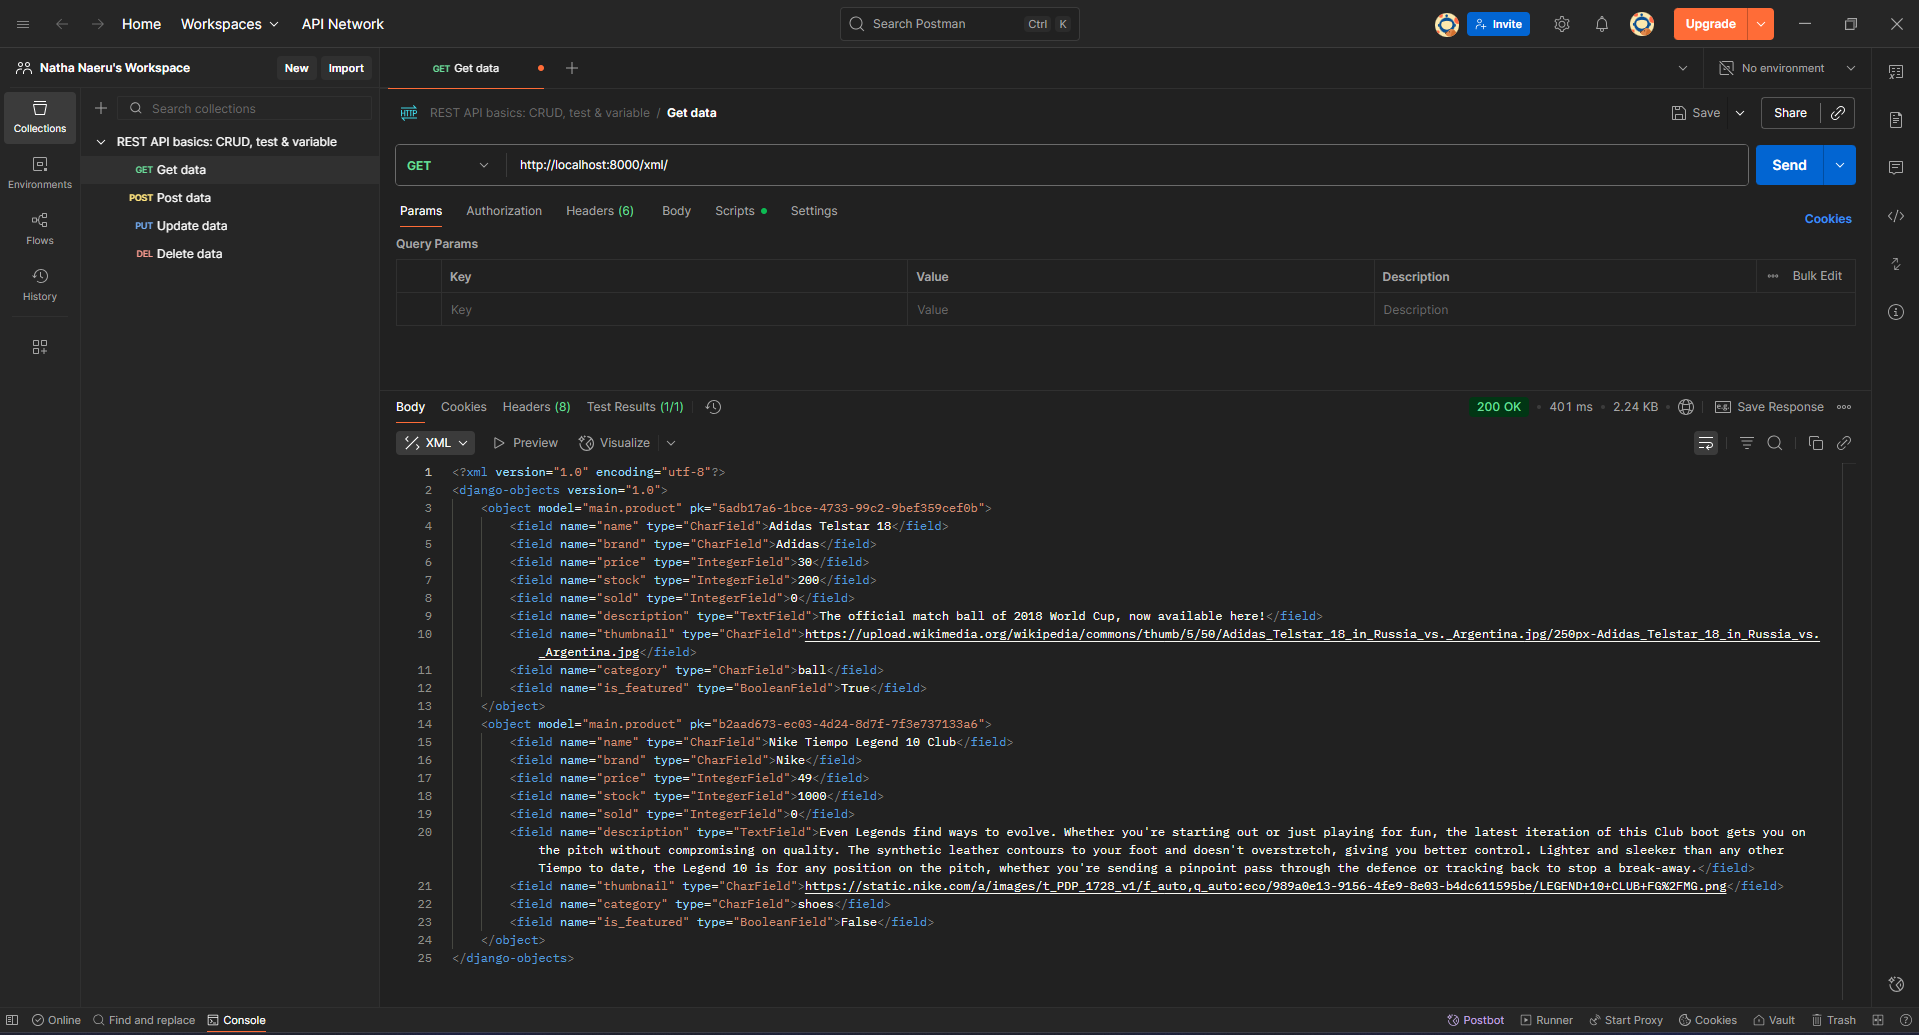 Home
Workspaces
API Network
Search Postman
Ctrl K
Invite
Upgrade
Natha Naeru's Workspace
New
Import
GET Get data
No environment
Collections
Search collections
REST API basics: CRUD, test & variable
GET Get data
POST Post data
PUT Update data
DEL Delete data
Environments
Flows
History
HTTP
REST API basics: CRUD, test & variable / Get data
Save
Share
GET
http://localhost:8000/xml/
Send
Params
Authorization
Headers (6)
Body
Scripts
Settings
Cookies
Query Params
Key Value Description
Bulk Edit
Key Value Description
Body
Cookies
Headers (8)
Test Results (1/1)
200 OK
401 ms
2.24 KB
e.g.
Save Response
XML
Preview
Visualize
1 <?xml version="1.0" encoding="utf-8"?>
2 <django-objects version="1.0">
3 <object model="main.product" pk="5adb17a6-1bce-4733-99c2-9bef359cef0b">
4 <field name="name" type="CharField">Adidas Telstar 18</field>
5 <field name="brand" type="CharField">Adidas</field>
6 <field name="price" type="IntegerField">30</field>
7 <field name="stock" type="IntegerField">200</field>
8 <field name="sold" type="IntegerField">0</field>
9 <field name="description" type="TextField">The official match ball of 2018 World Cup, now available here!</field>
10 <field name="thumbnail" type="CharField">https://upload.wikimedia.org/wikipedia/commons/thumb/5/50/Adidas_Telstar_18_in_Russia_vs._Argentina.jpg/250px-Adidas_Telstar_18_in_Russia_vs.
_Argentina.jpg</field>
11 <field name="category" type="CharField">ball</field>
12 <field name="is_featured" type="BooleanField">True</field>
13 </object>
14 <object model="main.product" pk="b2aad673-ec03-4d24-8d7f-7f3e737133a6">
15 <field name="name" type="CharField">Nike Tiempo Legend 10 Club</field>
16 <field name="brand" type="CharField">Nike</field>
17 <field name="price" type="IntegerField">49</field>
18 <field name="stock" type="IntegerField">1000</field>
19 <field name="sold" type="IntegerField">0</field>
20 <field name="description" type="TextField">Even Legends find ways to evolve. Whether you're starting out or just playing for fun, the latest iteration of this Club boot gets you on
the pitch without compromising on quality. The synthetic leather contours to your foot and doesn't overstretch, giving you better control. Lighter and sleeker than any other
Tiempo to date, the Legend 10 is for any position on the pitch, whether you're sending a pinpoint pass through the defence or tracking back to stop a break-away.</field>
21 <field name="thumbnail" type="CharField">https://static.nike.com/a/images/t_PDP_1728_v1/f_auto,q_auto:eco/989a0e13-9156-4fe9-8e03-b4dc611595be/LEGEND+10+CLUB+FG%2FMG.png</field>
22 <field name="category" type="CharField">shoes</field>
23 <field name="is_featured" type="BooleanField">False</field>
24 </object>
25 </django-objects>
Online
Find and replace
Console
Postbot
Runner
Start Proxy
Cookies
Vault
Trash